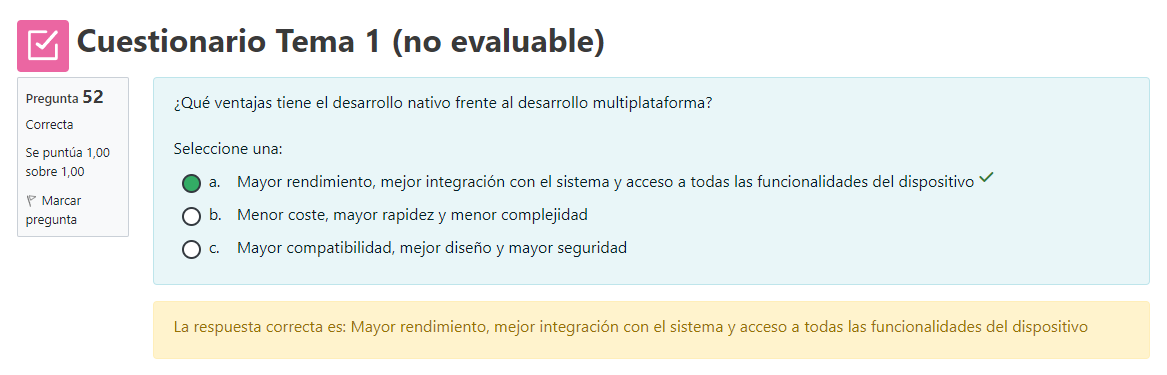 Cuestionario Tema 1 (no evaluable)
Pregunta 52
Correcta
Se puntúa 1,00
sobre 1,00
Marcar
pregunta
¿Qué ventajas tiene el desarrollo nativo frente al desarrollo multiplataforma?
Seleccione una:
a. Mayor rendimiento, mejor integración con el sistema y acceso a todas las funcionalidades del dispositivo
b. Menor coste, mayor rapidez y menor complejidad
c. Mayor compatibilidad, mejor diseño y mayor seguridad
La respuesta correcta es: Mayor rendimiento, mejor integración con el sistema y acceso a todas las funcionalidades del dispositivo